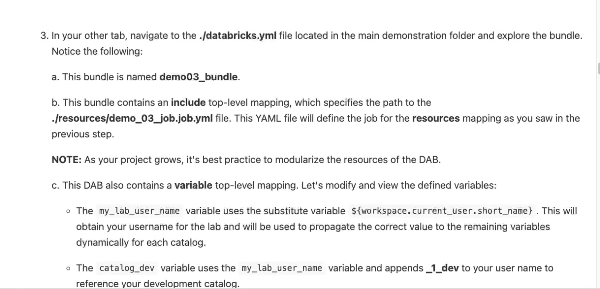 3. In your other tab, navigate to the ./databricks.yml file located in the main demonstration folder and explore the bundle.
Notice the following:
a. This bundle is named demo03_bundle.
b. This bundle contains an include top-level mapping, which specifies the path to the
./resources/demo_03_job.job.yml file. This YAML file will define the job for the resources mapping as you saw in the
previous step.
NOTE: As your project grows, it's best practice to modularize the resources of the DAB.
c. This DAB also contains a variable top-level mapping. Let's modify and view the defined variables:
◦ The my_lab_user_name variable uses the substitute variable ${workspace.current_user.short_name} . This will
obtain your username for the lab and will be used to propagate the correct value to the remaining variables
dynamically for each catalog.
◦ The catalog_dev variable uses the my_lab_user_name variable and appends _1_dev to your user name to
reference your development catalog.